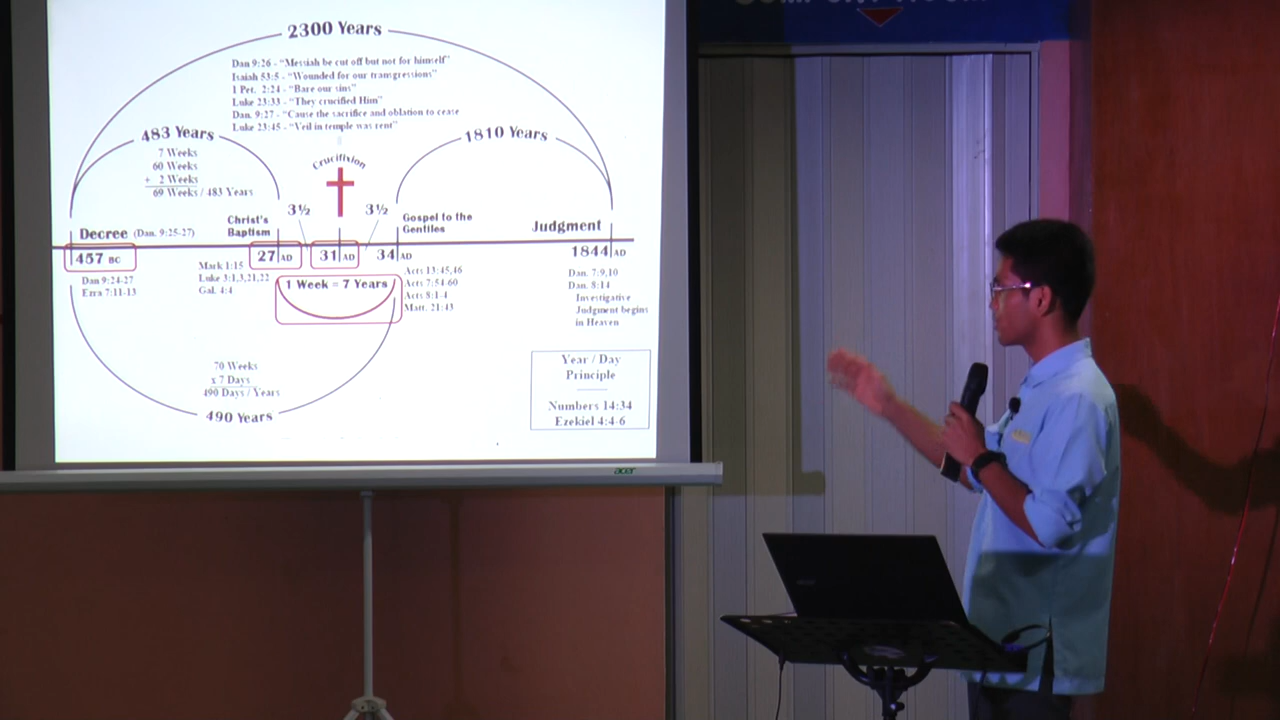 2300 Years
Dan 9:26 - "Messiah be cut off but not for himself"
Isaiah 53:5 - "Wounded for our transgressions"
1 Pet. 2:24 - "Bare our sins"
Luke 23:33 - "They crucified Him"
Dan. 9:27 - "Cause the sacrifice and oblation to cease
Luke 23:45 - "Veil in temple was rent"
483 Years
1810 Years
7 Weeks
60 Weeks
+ 2 Weeks
69 Weeks / 483 Years
Crucifixion
3½
3½
Decree (Dan. 9:25-27)
Christ's
Baptism
Gospel to the
Gentiles
Judgment
457 BC
27 AD
31 AD
34 AD
1844 AD
Dan 9:24-27
Ezra 7:11-13
Mark 1:15
Luke 3:1,3,21,22
Gal. 4:4
1 Week = 7 Years
Acts 13:45,46
Acts 7:54-60
Acts 8:1-4
Matt. 21:43
Dan. 7:9,10
Dan. 8:14
Investigative
Judgment begins
in Heaven
70 Weeks
x 7 Days
490 Days / Years
490 Years
Year / Day
Principle
Numbers 14:34
Ezekiel 4:4-6
acer